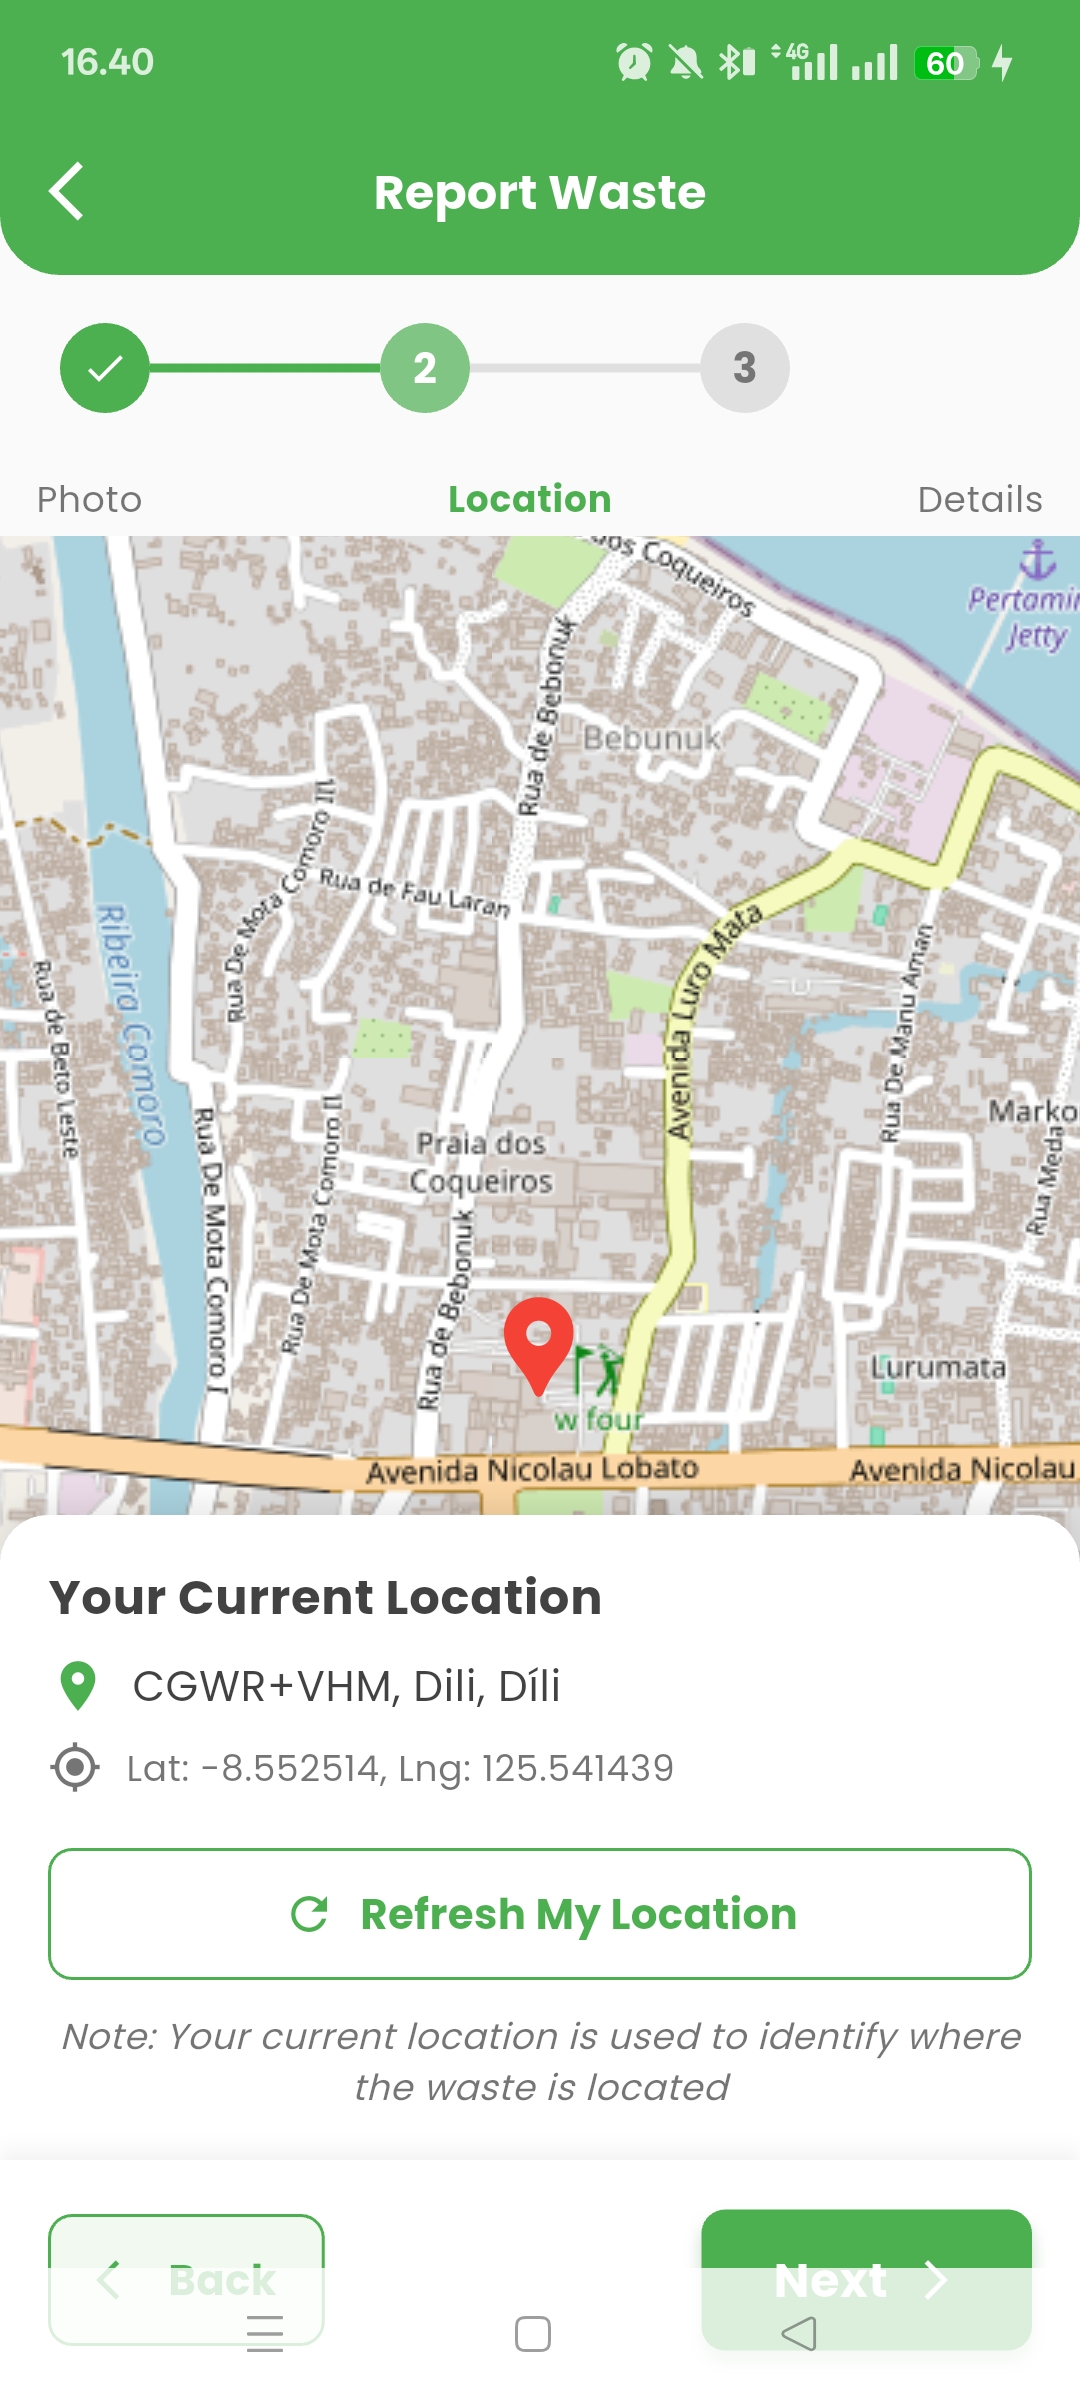 16.40
4G
60
Report Waste
2
3
Photo
Location
Details
dos Coqueiros
Pertamin
Jetty
Rua de Bebonuk
Bebunuk
Rua De Mota Comoro III
Rua de Fau Laran
Avenida Luro Mata
Ribeira Comoro
Rua de Beto Leste
Rua De Manu Aman
Marko
Rua De Mota Comoro I
Rua De Mota Comoro II
Praia dos
Coqueiros
Rua Meda
Rua de Bebonuk
Lurumata
w four
Avenida Nicolau Lobato
Avenida Nicolau
Your Current Location
CGWR+VHM, Dili, Díli
Lat: -8.552514, Lng: 125.541439
Refresh My Location
Note: Your current location is used to identify where
the waste is located
Back
Next